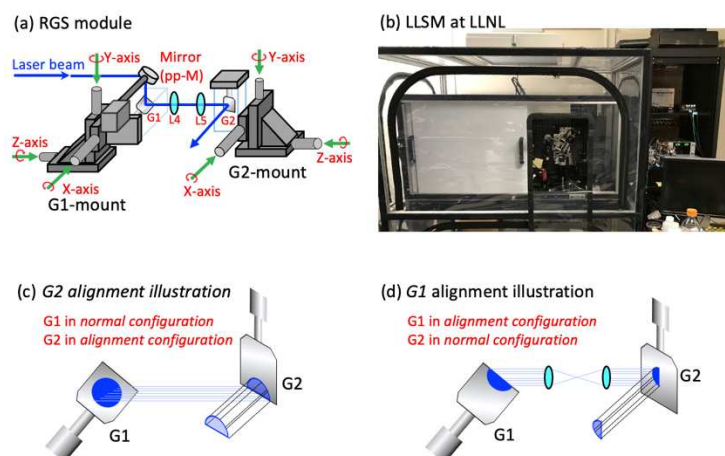 (a) RGS module
Laser beam
Y-axis
Mirror
(pp-M)
Y-axis
G1
L4
L5
G2
Z-axis
X-axis
G1-mount
X-axis
Z-axis
G2-mount
(b) LLSM at LLNL
(c) G2 alignment illustration
G1 in normal configuration
G2 in alignment configuration
G1
G2
(d) G1 alignment illustration
G1 in alignment configuration
G2 in normal configuration
G1
G2